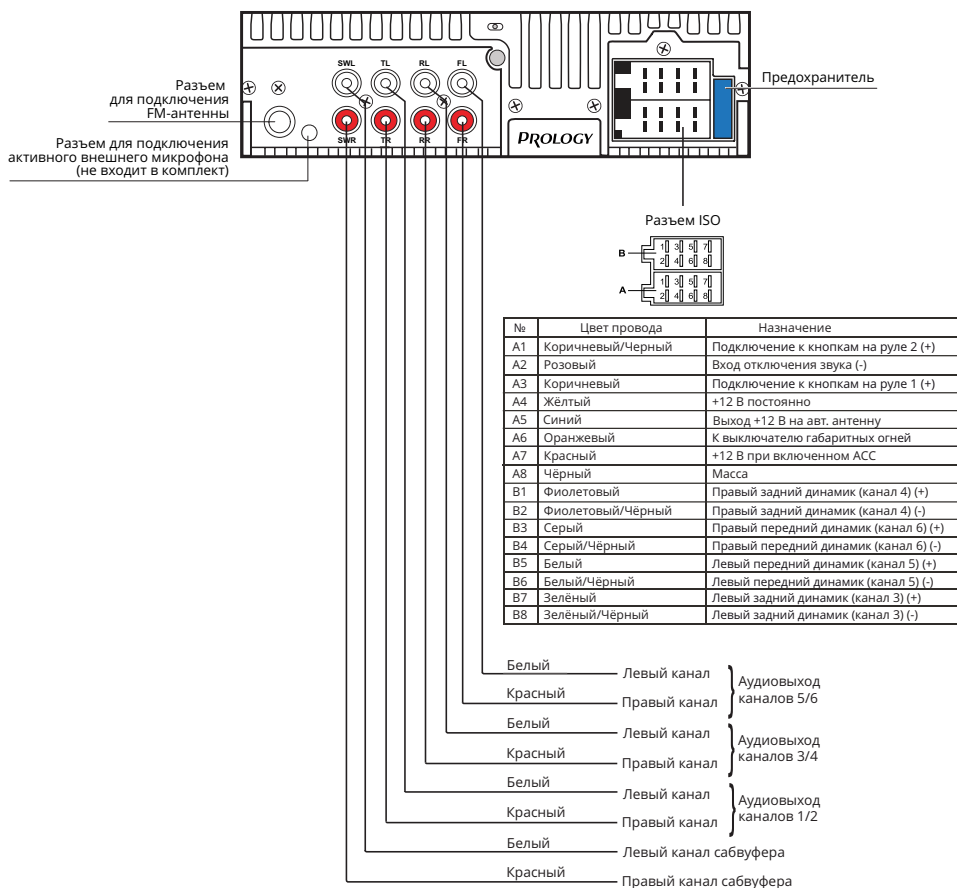 SWL TL RL FL
SWR TR RR FR
PROLOGY
Разъем
для подключения
FM-антенны
Разъем для подключения
активного внешнего микрофона
(не входит в комплект)
Предохранитель
Разъем ISO
B
1 3 5 7
2 4 6 8
A
1 3 5 7
2 4 6 8
№ Цвет провода Назначение
A1 Коричневый/Черный Подключение к кнопкам на руле 2 (+)
A2 Розовый Вход отключения звука (-)
A3 Коричневый Подключение к кнопкам на руле 1 (+)
A4 Жёлтый +12 В постоянно
A5 Синий Выход +12 В на авт. антенну
A6 Оранжевый К выключателю габаритных огней
A7 Красный +12 В при включенном ACC
A8 Чёрный Масса
B1 Фиолетовый Правый задний динамик (канал 4) (+)
B2 Фиолетовый/Чёрный Правый задний динамик (канал 4) (-)
B3 Серый Правый передний динамик (канал 6) (+)
B4 Серый/Чёрный Правый передний динамик (канал 6) (-)
B5 Белый Левый передний динамик (канал 5) (+)
B6 Белый/Чёрный Левый передний динамик (канал 5) (-)
B7 Зелёный Левый задний динамик (канал 3) (+)
B8 Зелёный/Чёрный Левый задний динамик (канал 3) (-)
Белый Левый канал
Красный Правый канал
Аудиовыход
каналов 5/6
Белый Левый канал
Красный Правый канал
Аудиовыход
каналов 3/4
Белый Левый канал
Красный Правый канал
Аудиовыход
каналов 1/2
Белый Левый канал сабвуфера
Красный Правый канал сабвуфера